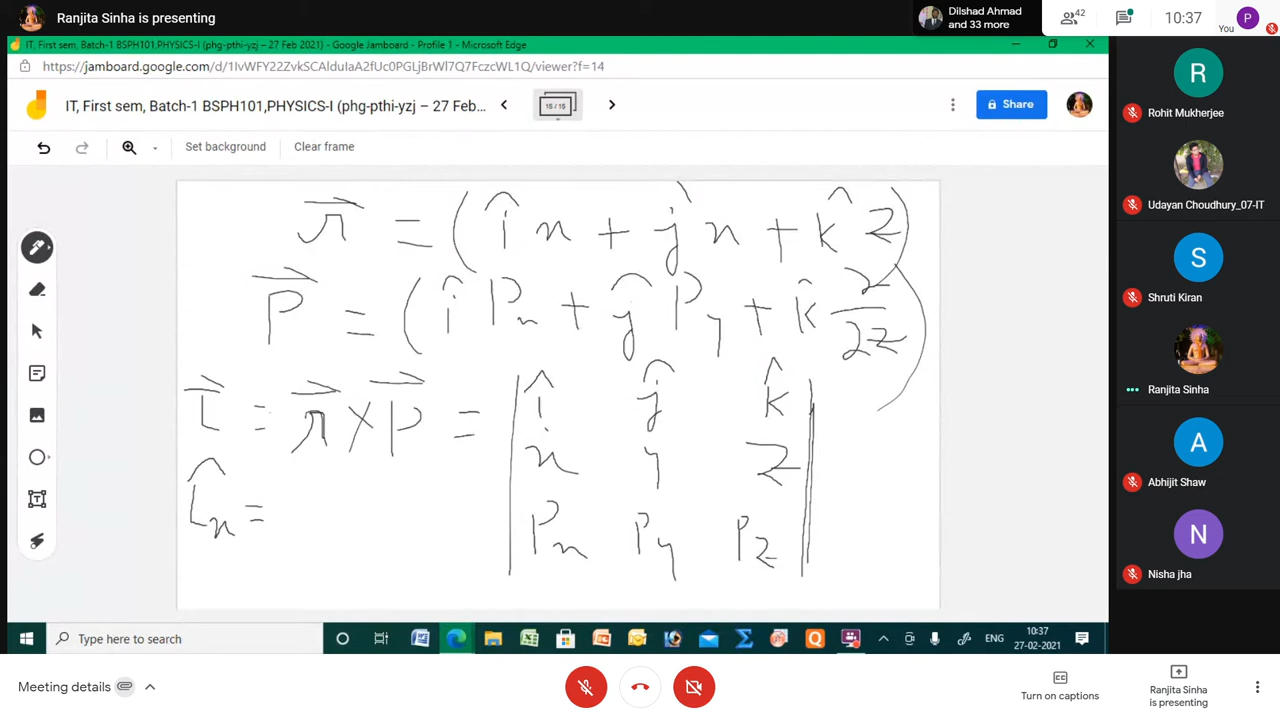 Ranjita Sinha is presenting
Dilshad Ahmad
and 33 more
42
10:37
You
P
IT, First sem, Batch-1 BSPH101,PHYSICS-I (phg-pthi-yzj – 27 Feb 2021) - Google Jamboard - Profile 1 - Microsoft Edge
https://jamboard.google.com/d/1IvWFY22ZvkSCAlduIaA2fUc0PGLjBrWl7Q7FczcWL1Q/viewer?f=14
IT, First sem, Batch-1 BSPH101,PHYSICS-I (phg-pthi-yzj – 27 Feb...
15 / 15
Share
Set background
Clear frame
r⃗ = (î x + ĵ x + k̂ z)
P⃗ = (î Px + ĵ Py + k̂ 2/2z)
L⃗ = r⃗ × P⃗ = | î ĵ k̂
x y z
Px Py Pz |
L̂x =
R
Rohit Mukherjee
Udayan Choudhury_07-IT
S
Shruti Kiran
Ranjita Sinha
A
Abhijit Shaw
N
Nisha jha
Type here to search
ENG
10:37
27-02-2021
Meeting details
Turn on captions
Ranjita Sinha
is presenting